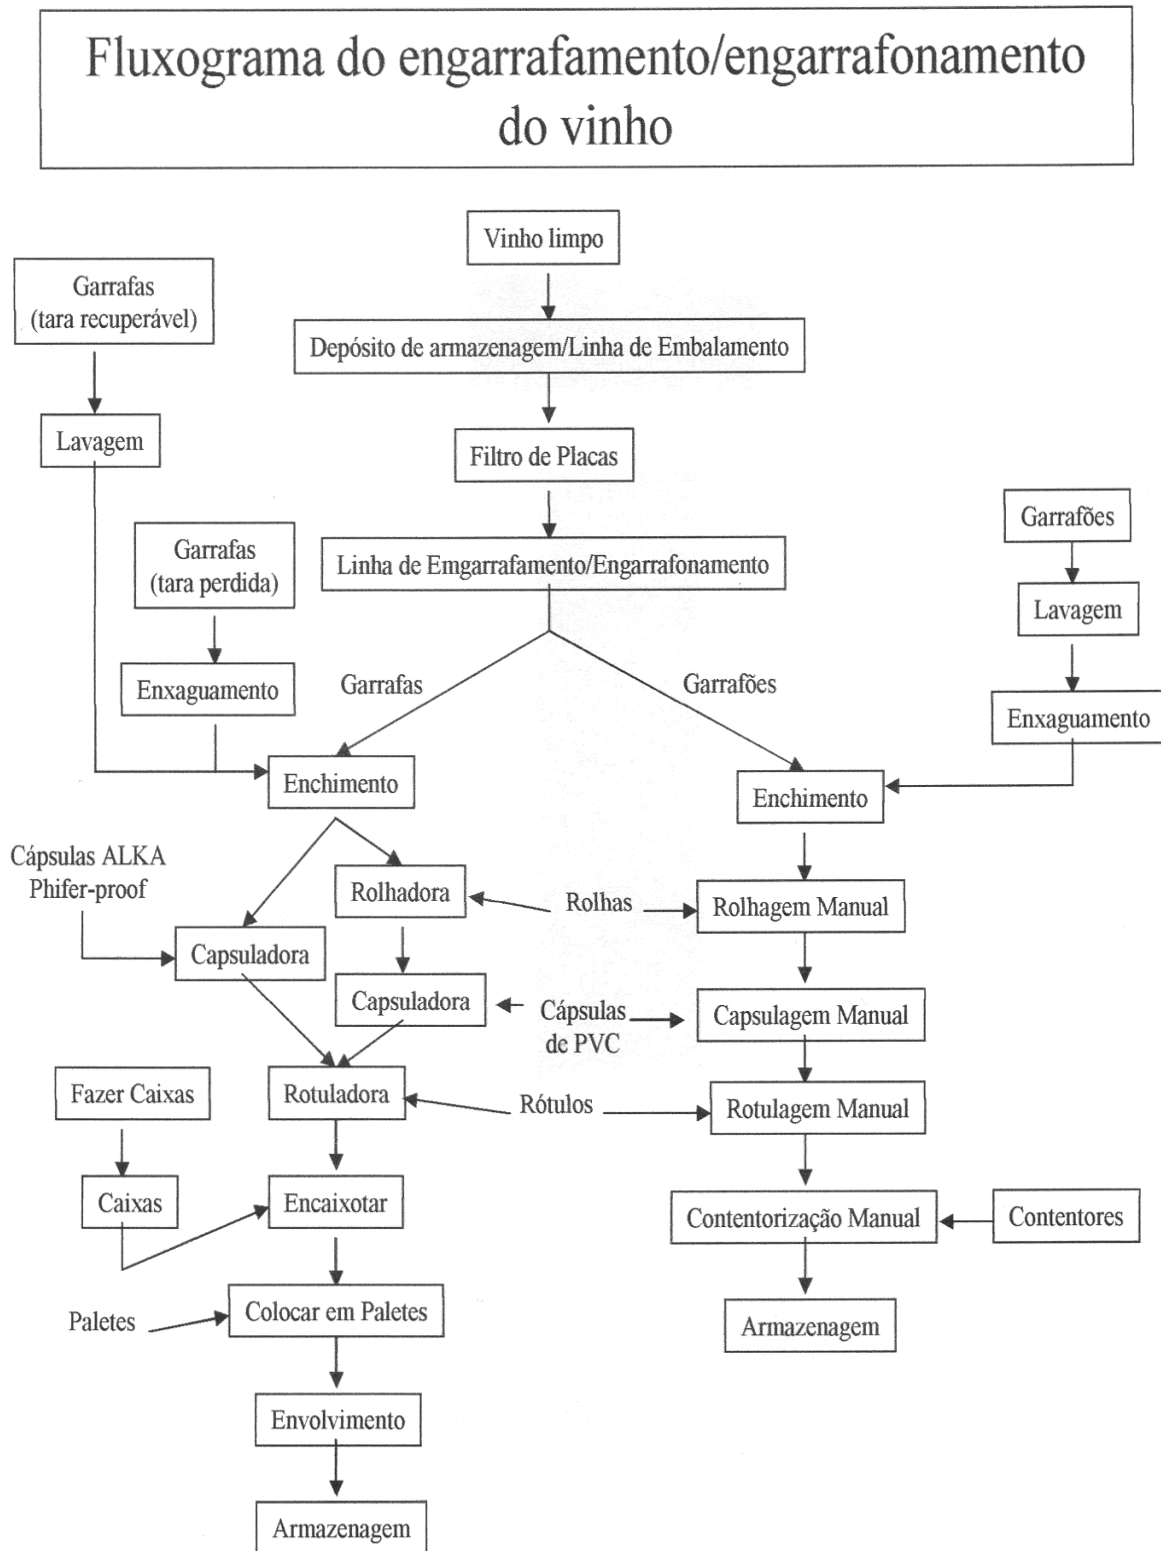 Fluxograma do engarrafamento/engarrafonamento
do vinho
Vinho limpo
Garrafas
(tara recuperável)
Depósito de armazenagem/Linha de Embalamento
Lavagem
Filtro de Placas
Garrafões
Garrafas
(tara perdida)
Linha de Emgarrafamento/Engarrafonamento
Lavagem
Enxaguamento
Garrafas
Garrafões
Enxaguamento
Enchimento
Enchimento
Cápsulas ALKA
Phifer-proof
Rolhadora
Rolhas
Rolhagem Manual
Capsuladora
Capsuladora
Cápsulas
de PVC
Capsulagem Manual
Fazer Caixas
Rotuladora
Rótulos
Rotulagem Manual
Caixas
Encaixotar
Contentorização Manual
Contentores
Paletes
Colocar em Paletes
Armazenagem
Envolvimento
Armazenagem